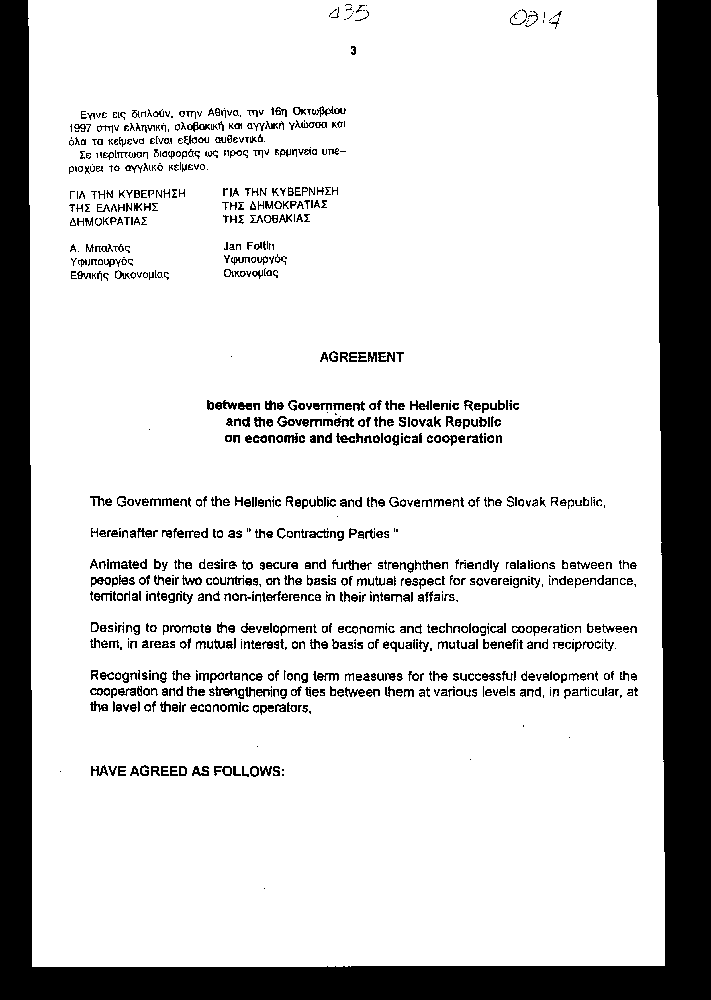 435
OB14
3
Έγινε εις διπλούν, στην Αθήνα, την 16η Οκτωβρίου
1997 στην ελληνική, σλοβακική και αγγλική γλώσσα και
όλα τα κείμενα είναι εξίσου αυθεντικά.
Σε περίπτωση διαφοράς ως προς την ερμηνεία υπε-
ρισχύει το αγγλικό κείμενο.
ΓΙΑ ΤΗΝ ΚΥΒΕΡΝΗΣΗ
ΤΗΣ ΕΛΛΗΝΙΚΗΣ
ΔΗΜΟΚΡΑΤΙΑΣ
Α. Μπαλτάς
Υφυπουργός
Εθνικής Οικονομίας
ΓΙΑ ΤΗΝ ΚΥΒΕΡΝΗΣΗ
ΤΗΣ ΔΗΜΟΚΡΑΤΙΑΣ
ΤΗΣ ΣΛΟΒΑΚΙΑΣ
Jan Foltin
Υφυπουργός
Οικονομίας
AGREEMENT
between the Government of the Hellenic Republic
and the Government of the Slovak Republic
on economic and technological cooperation
The Government of the Hellenic Republic and the Government of the Slovak Republic,
Hereinafter referred to as " the Contracting Parties "
Animated by the desire to secure and further strenghthen friendly relations between the
peoples of their two countries, on the basis of mutual respect for sovereignity, independance,
territorial integrity and non-interference in their internal affairs,
Desiring to promote the development of economic and technological cooperation between
them, in areas of mutual interest, on the basis of equality, mutual benefit and reciprocity,
Recognising the importance of long term measures for the successful development of the
cooperation and the strengthening of ties between them at various levels and, in particular, at
the level of their economic operators,
HAVE AGREED AS FOLLOWS: